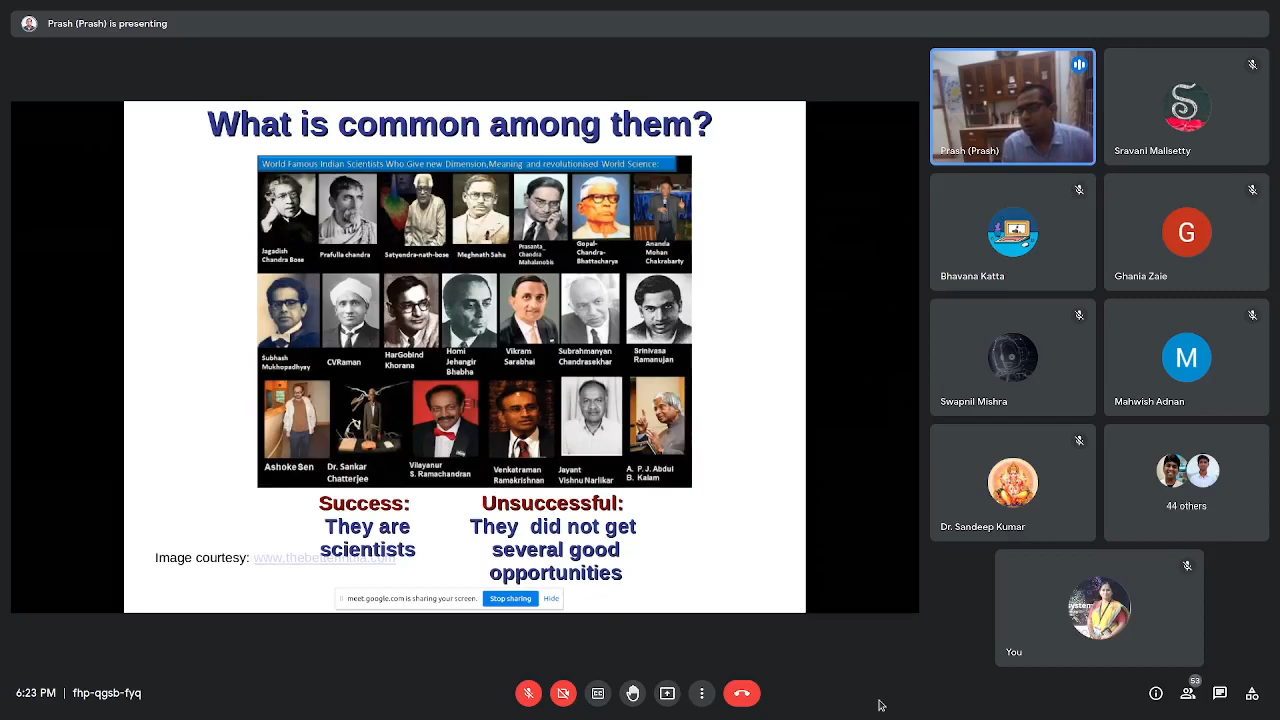 Prash (Prash) is presenting
What is common among them?
World Famous Indian Scientists Who Give new Dimension,Meaning and revolutionised World Science:
Jagadish
Chandra Bose
Prafulla chandra
Satyendra-nath-bose
Meghnath Saha
Prasanta_
Chandra
Mahalanobis
Gopal-
Chandra-
Bhattacharya
Ananda
Mohan
Chakrabarty
Subhash
Mukhopadhyay
CVRaman
HarGobind
Khorana
Homi
Jehangir
Bhabha
Vikram
Sarabhai
Subrahmanyan
Chandrasekhar
Srinivasa
Ramanujan
Ashoke Sen
Dr. Sankar
Chatterjee
Vilayanur
S. Ramachandran
Venkatraman
Ramakrishnan
Jayant
Vishnu Narlikar
A. P. J. Abdul
B. Kalam
Success:
They are
scientists
Unsuccessful:
They did not get
several good
opportunities
Image courtesy: www.thebetterindia.com
meet.google.com is sharing your screen.
Stop sharing
Hide
Prash (Prash)
Sravani Malisetty
Bhavana Katta
G
Ghania Zaie
Swapnil Mishra
M
Mahwish Adnan
Dr. Sandeep Kumar
44 others
You
6:23 PM | fhp-qgsb-fyq
53